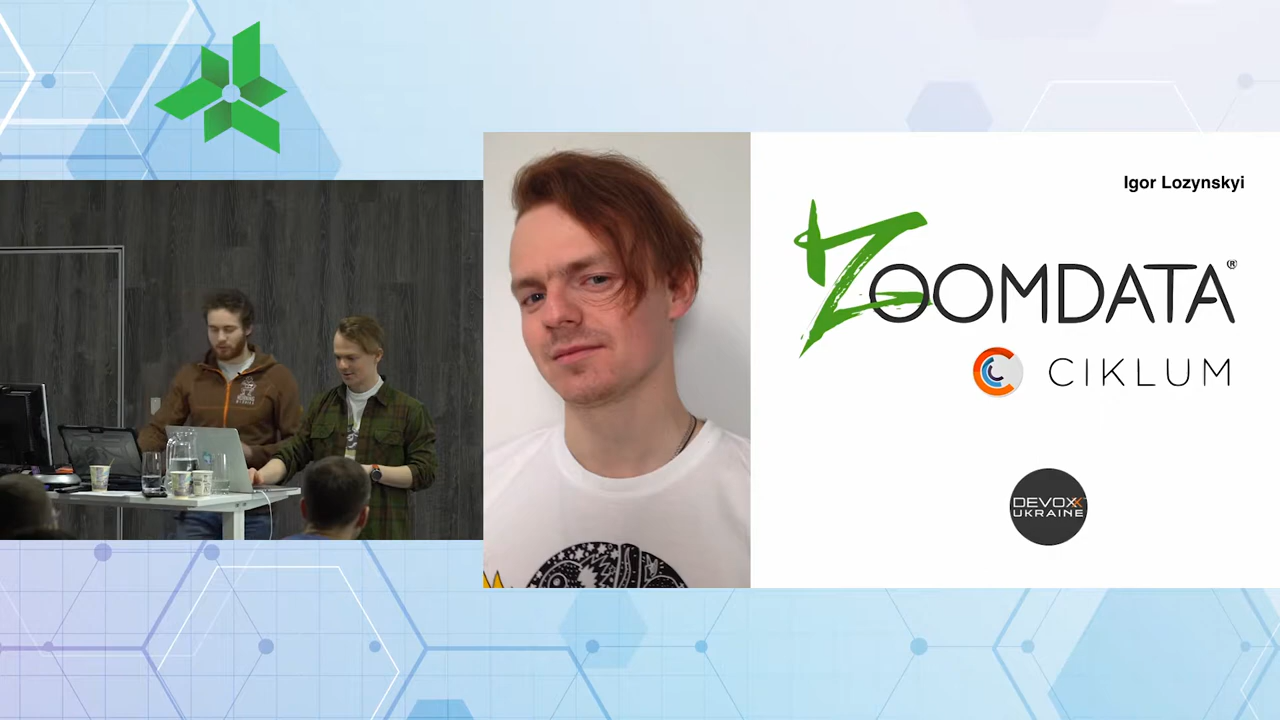 Igor Lozynskyi
ZOOMDATA®
CIKLUM
DEVOXX
UKRAINE